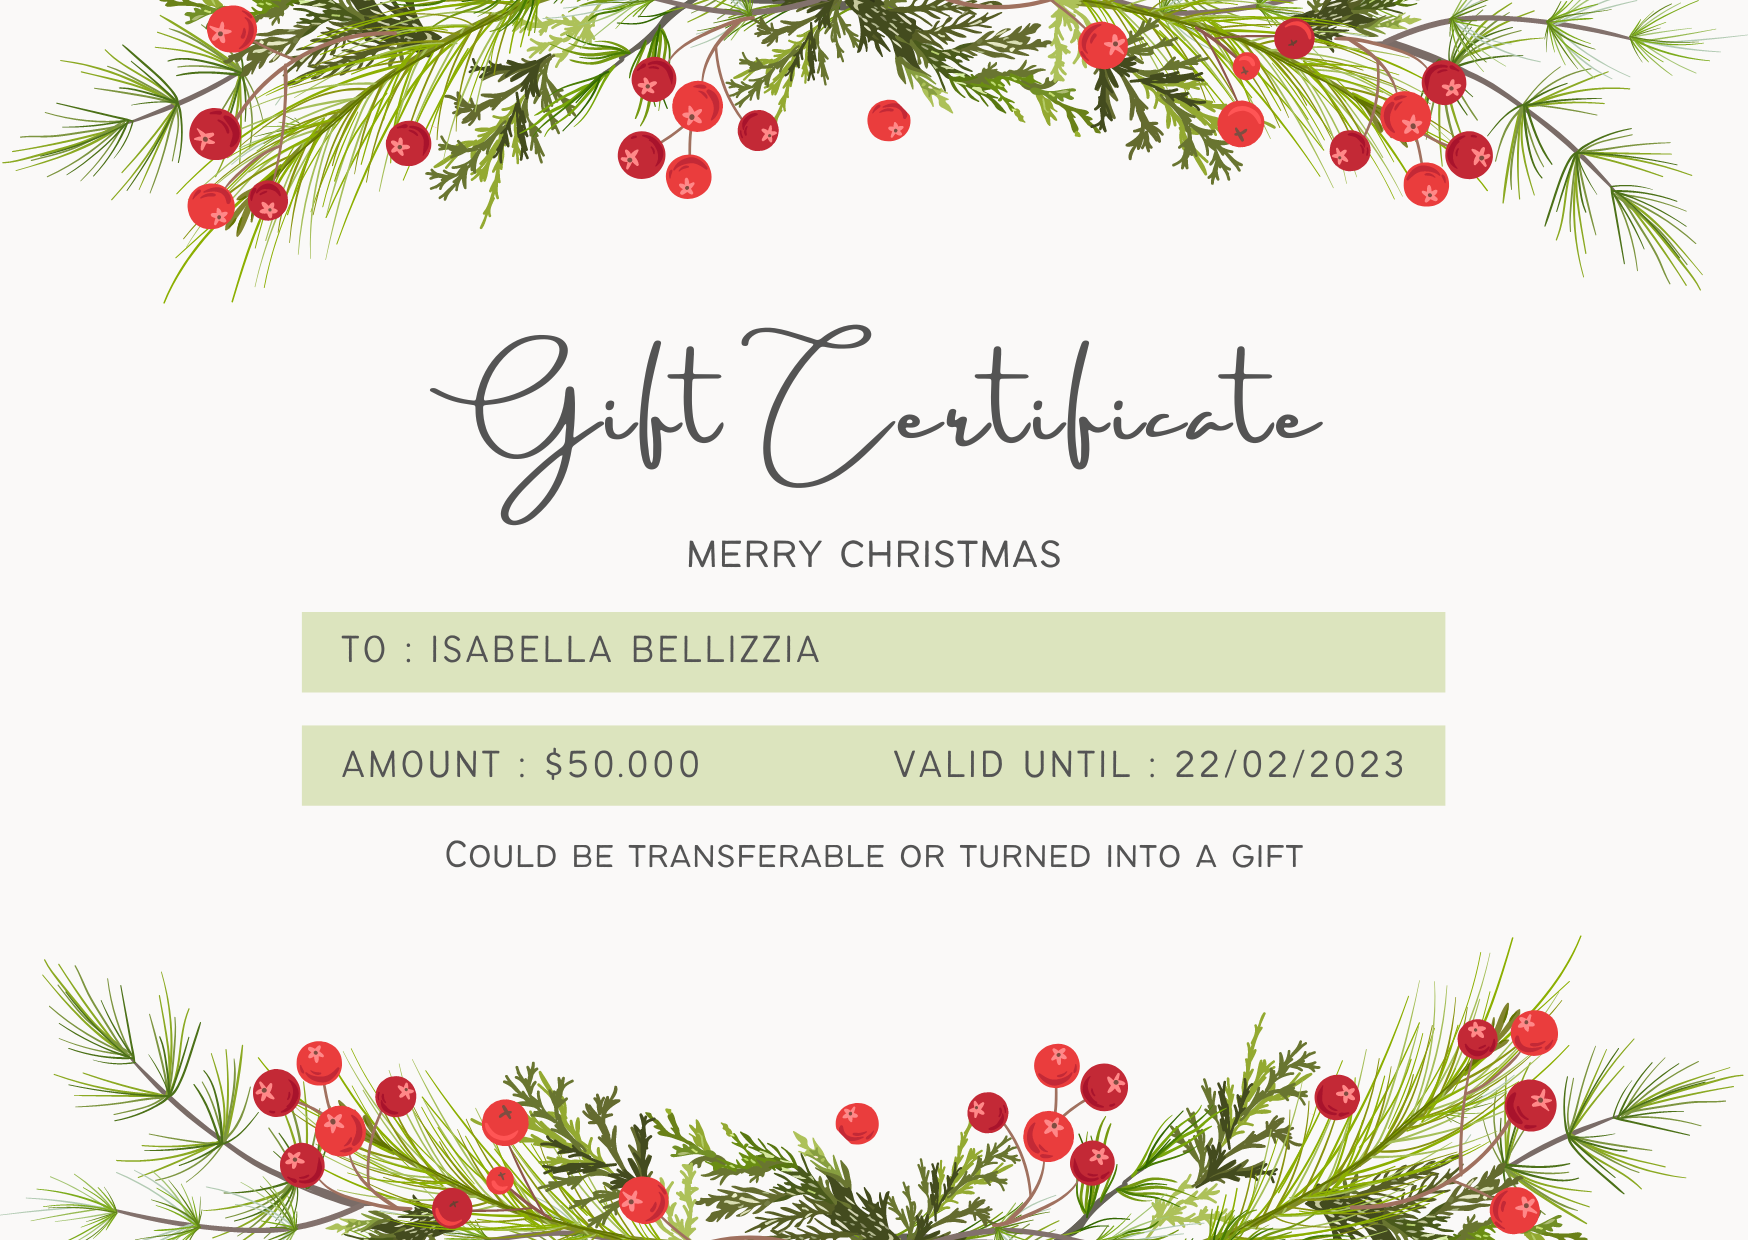 Gift Certificate
MERRY CHRISTMAS
TO : ISABELLA BELLIZZIA
AMOUNT : $50.000 VALID UNTIL : 22/02/2023
COULD BE TRANSFERABLE OR TURNED INTO A GIFT